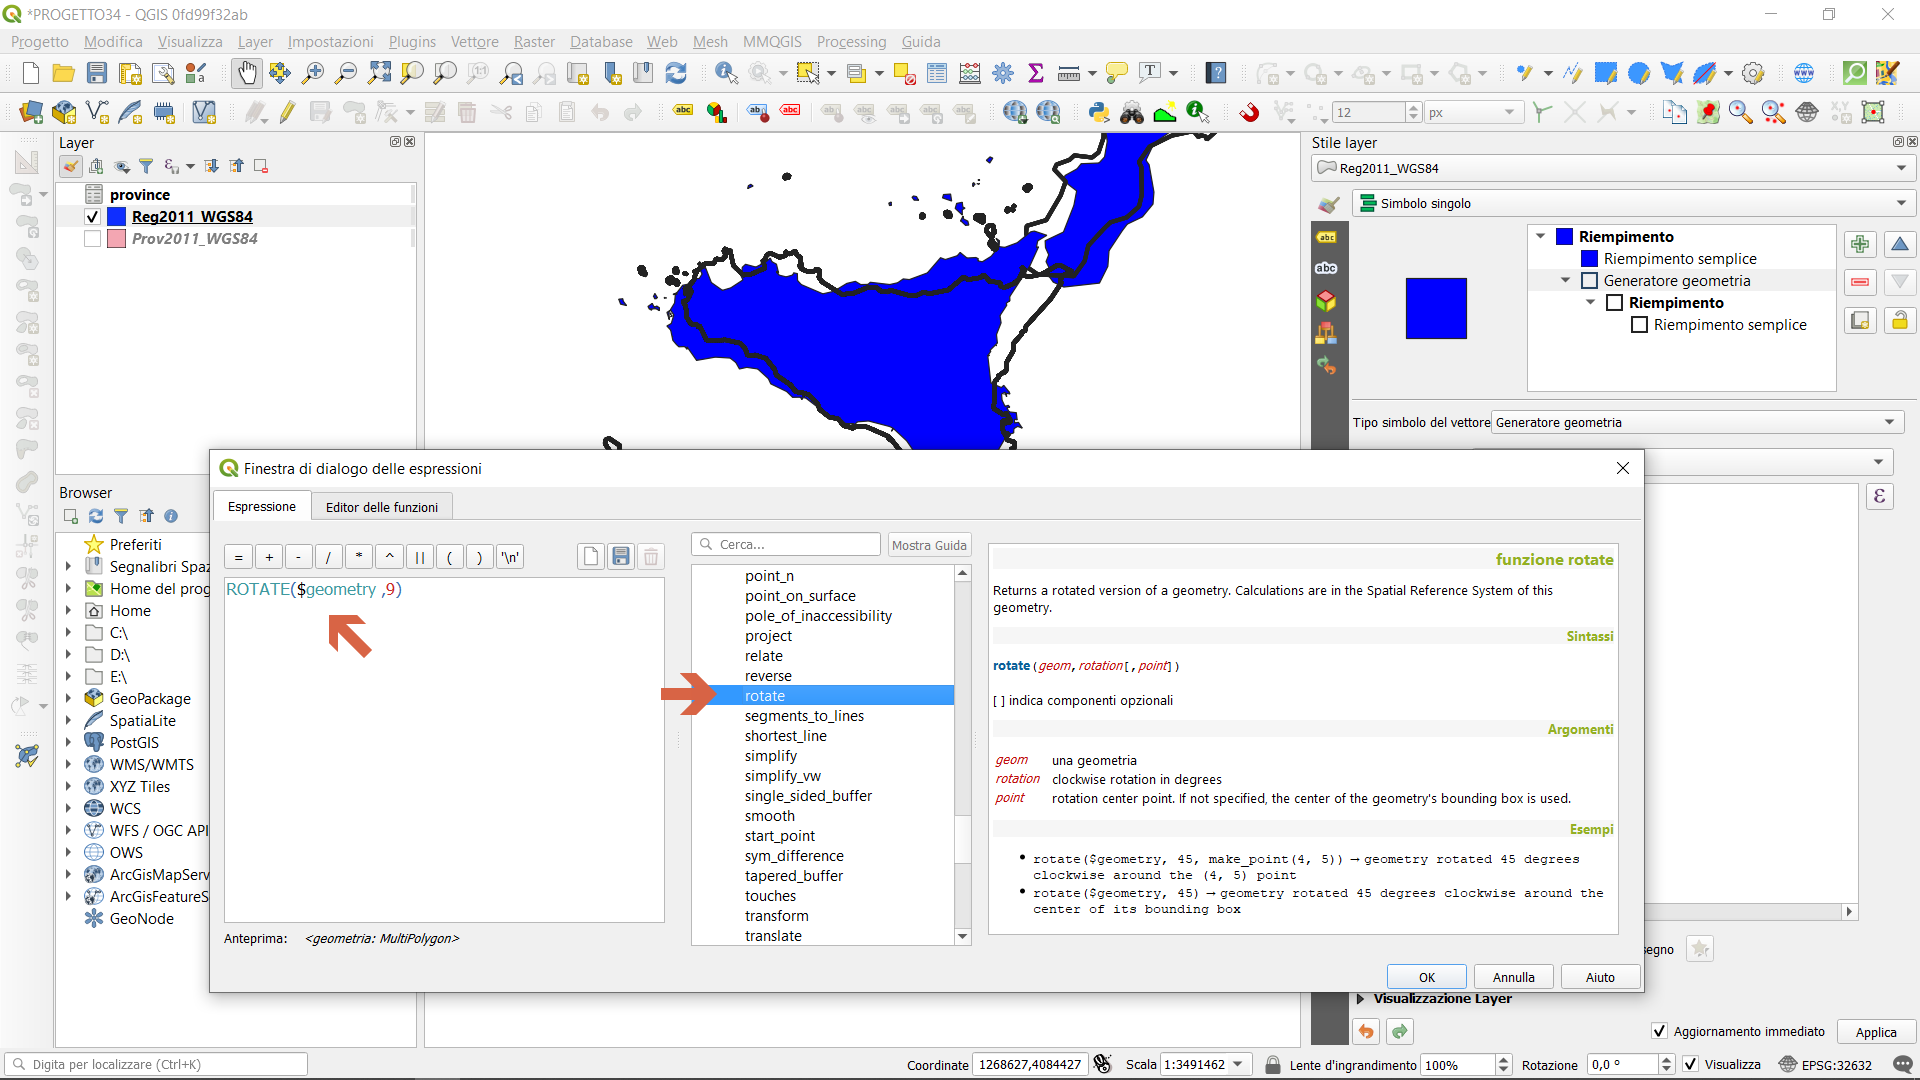 *PROGETTO34 - QGIS 0fd99f32ab
Progetto Modifica Visualizza Layer Impostazioni Plugins Vettore Raster Database Web Mesh MMQGIS Processing Guida
12 px
Layer
province
Reg2011_WGS84
Prov2011_WGS84
Browser
Preferiti
Segnalibri Spaz
Home del prog
Home
C:\
D:\
E:\
GeoPackage
SpatiaLite
PostGIS
WMS/WMTS
XYZ Tiles
WCS
WFS / OGC API
OWS
ArcGisMapServ
ArcGisFeatureS
GeoNode
Stile layer
Reg2011_WGS84
Simbolo singolo
Riempimento
Riempimento semplice
Generatore geometria
Riempimento
Riempimento semplice
Tipo simbolo del vettore Generatore geometria
ε
Finestra di dialogo delle espressioni
Espressione Editor delle funzioni
= + - / * ^ || ( ) '\n'
ROTATE($geometry ,9)
Anteprima: <geometria: MultiPolygon>
Cerca... Mostra Guida
point_n
point_on_surface
pole_of_inaccessibility
project
relate
reverse
rotate
segments_to_lines
shortest_line
simplify
simplify_vw
single_sided_buffer
smooth
start_point
sym_difference
tapered_buffer
touches
transform
translate
funzione rotate
Returns a rotated version of a geometry. Calculations are in the Spatial Reference System of this
geometry.
Sintassi
rotate(geom,rotation[,point])
[ ] indica componenti opzionali
Argomenti
geom una geometria
rotation clockwise rotation in degrees
point rotation center point. If not specified, the center of the geometry's bounding box is used.
Esempi
• rotate($geometry, 45, make_point(4, 5)) → geometry rotated 45 degrees
clockwise around the (4, 5) point
• rotate($geometry, 45) → geometry rotated 45 degrees clockwise around the
center of its bounding box
OK Annulla Aiuto
segno
Visualizzazione Layer
Aggiornamento immediato Applica
Digita per localizzare (Ctrl+K) Coordinate 1268627,4084427 Scala 1:3491462 Lente d'ingrandimento 100% Rotazione 0,0 ° Visualizza EPSG:32632